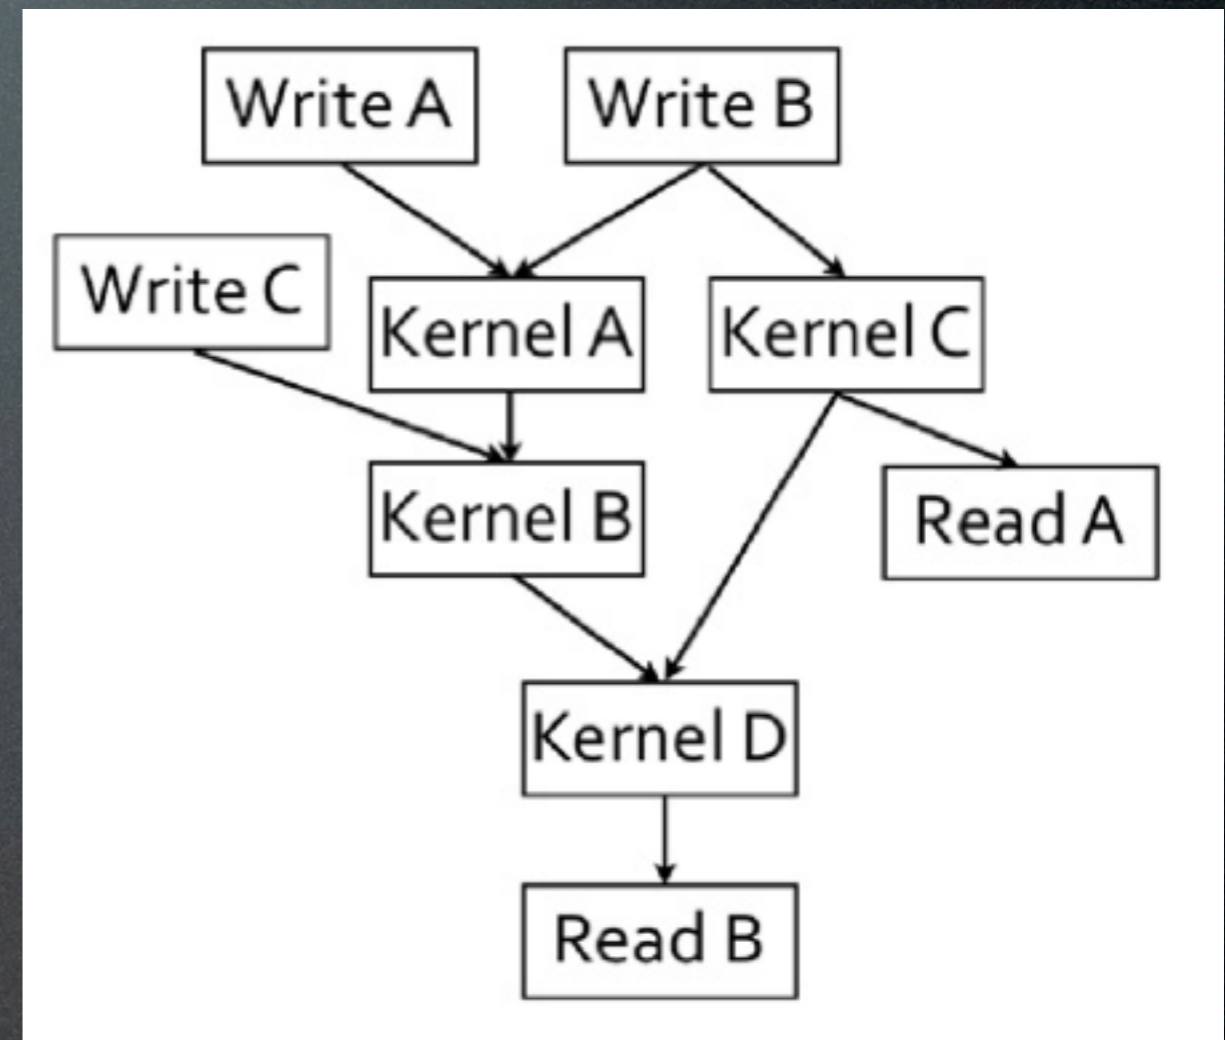 Write A
Write B
Write C
Kernel A
Kernel C
Kernel B
Read A
Kernel D
Read B